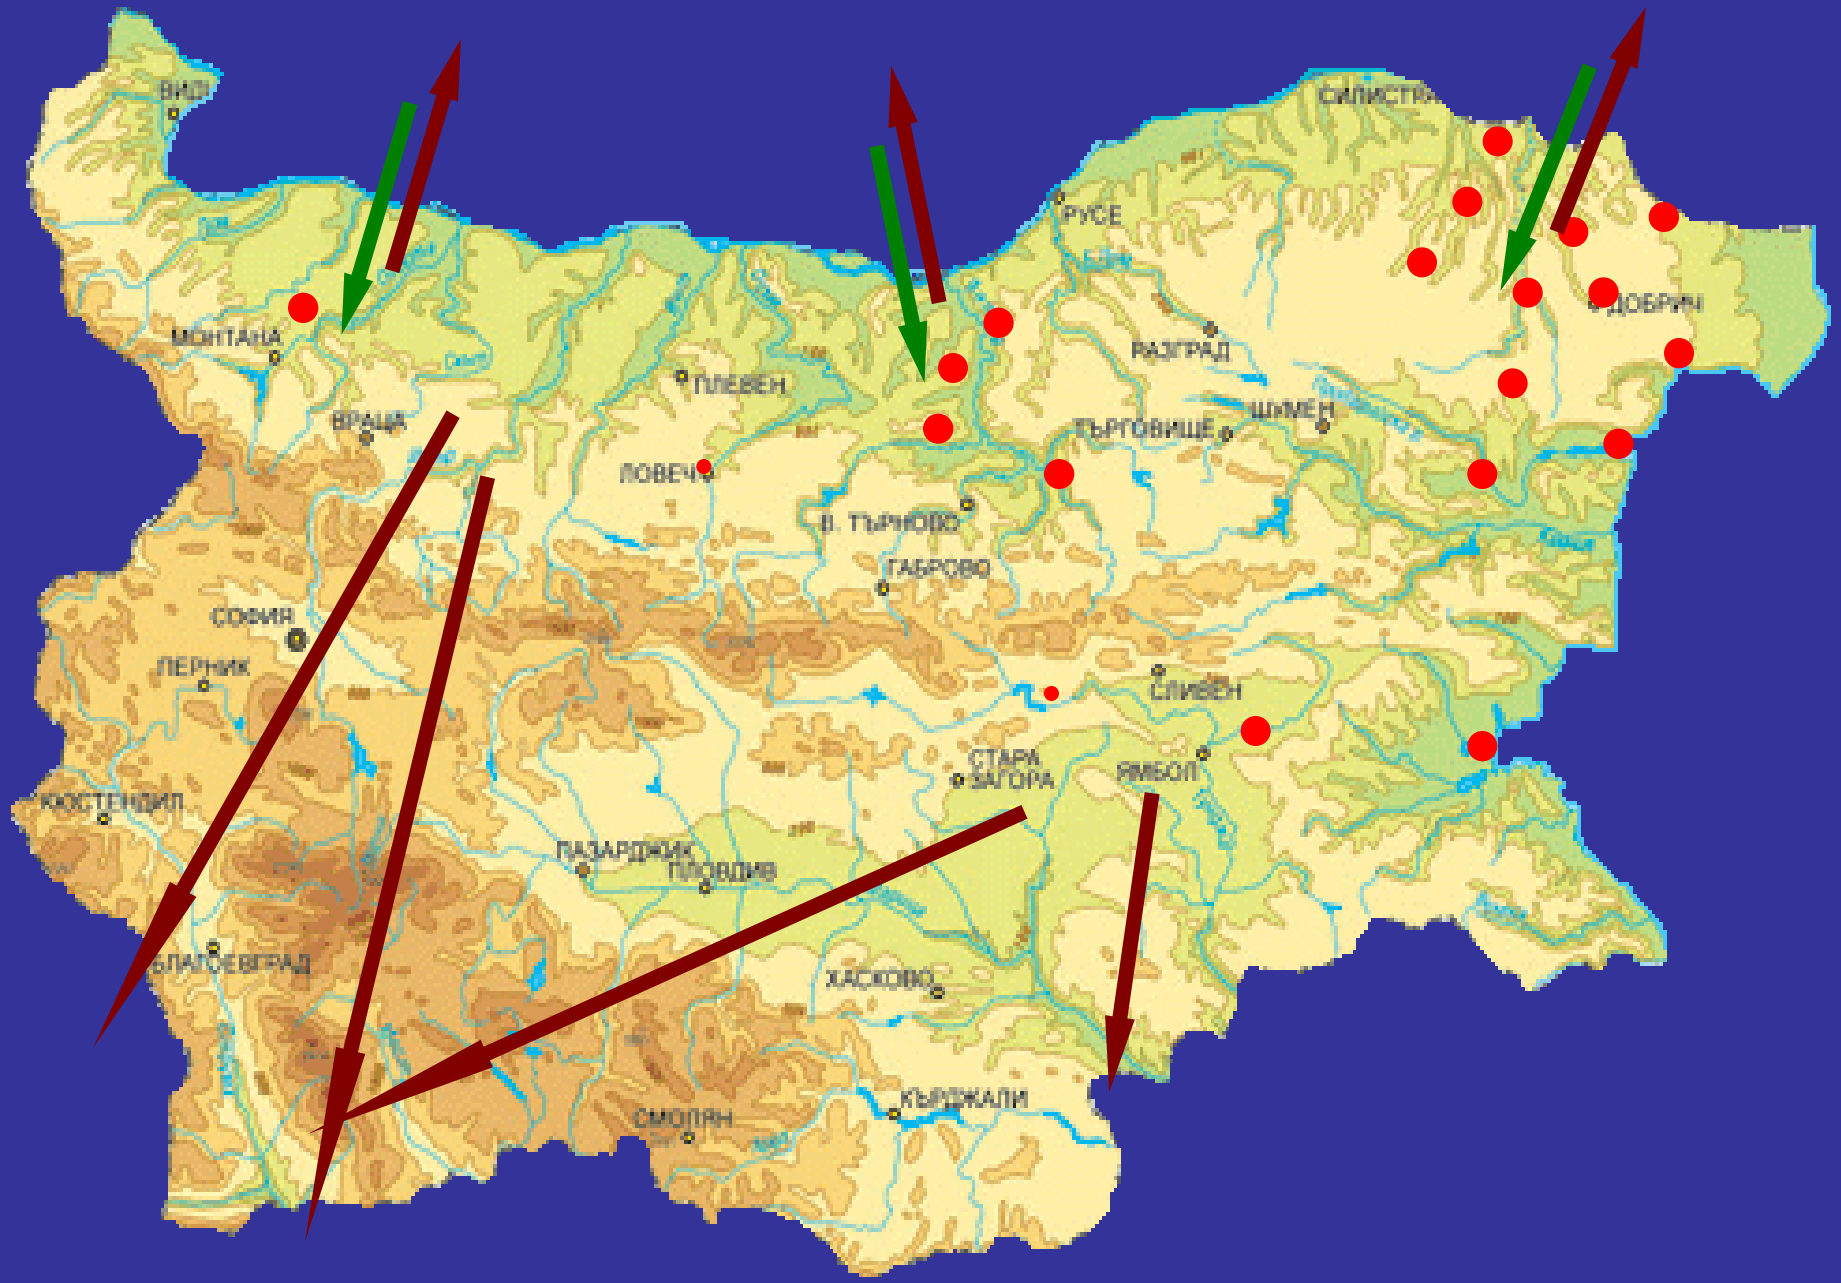 ВИДІ
СИЛИСТРА
РУСЕ
ДОБРИЧ
МОНТАНА
РАЗГРАД
ПЛЕВЕН
ВРАЦА
ШУМЕН
ТЪРГОВИЩЕ
ЛОВЕЧ
В. ТЪРНОВО
ГАБРОВО
СОФИЯ
ПЕРНИК
СЛИВЕН
СТАРА
ЗАГОРА
ЯМБОЛ
КЮСТЕНДИЛ
ПАЗАРДЖИК
ПЛОВДИВ
БЛАГОЕВГРАД
ХАСКОВО
КЪРДЖАЛИ
СМОЛЯН